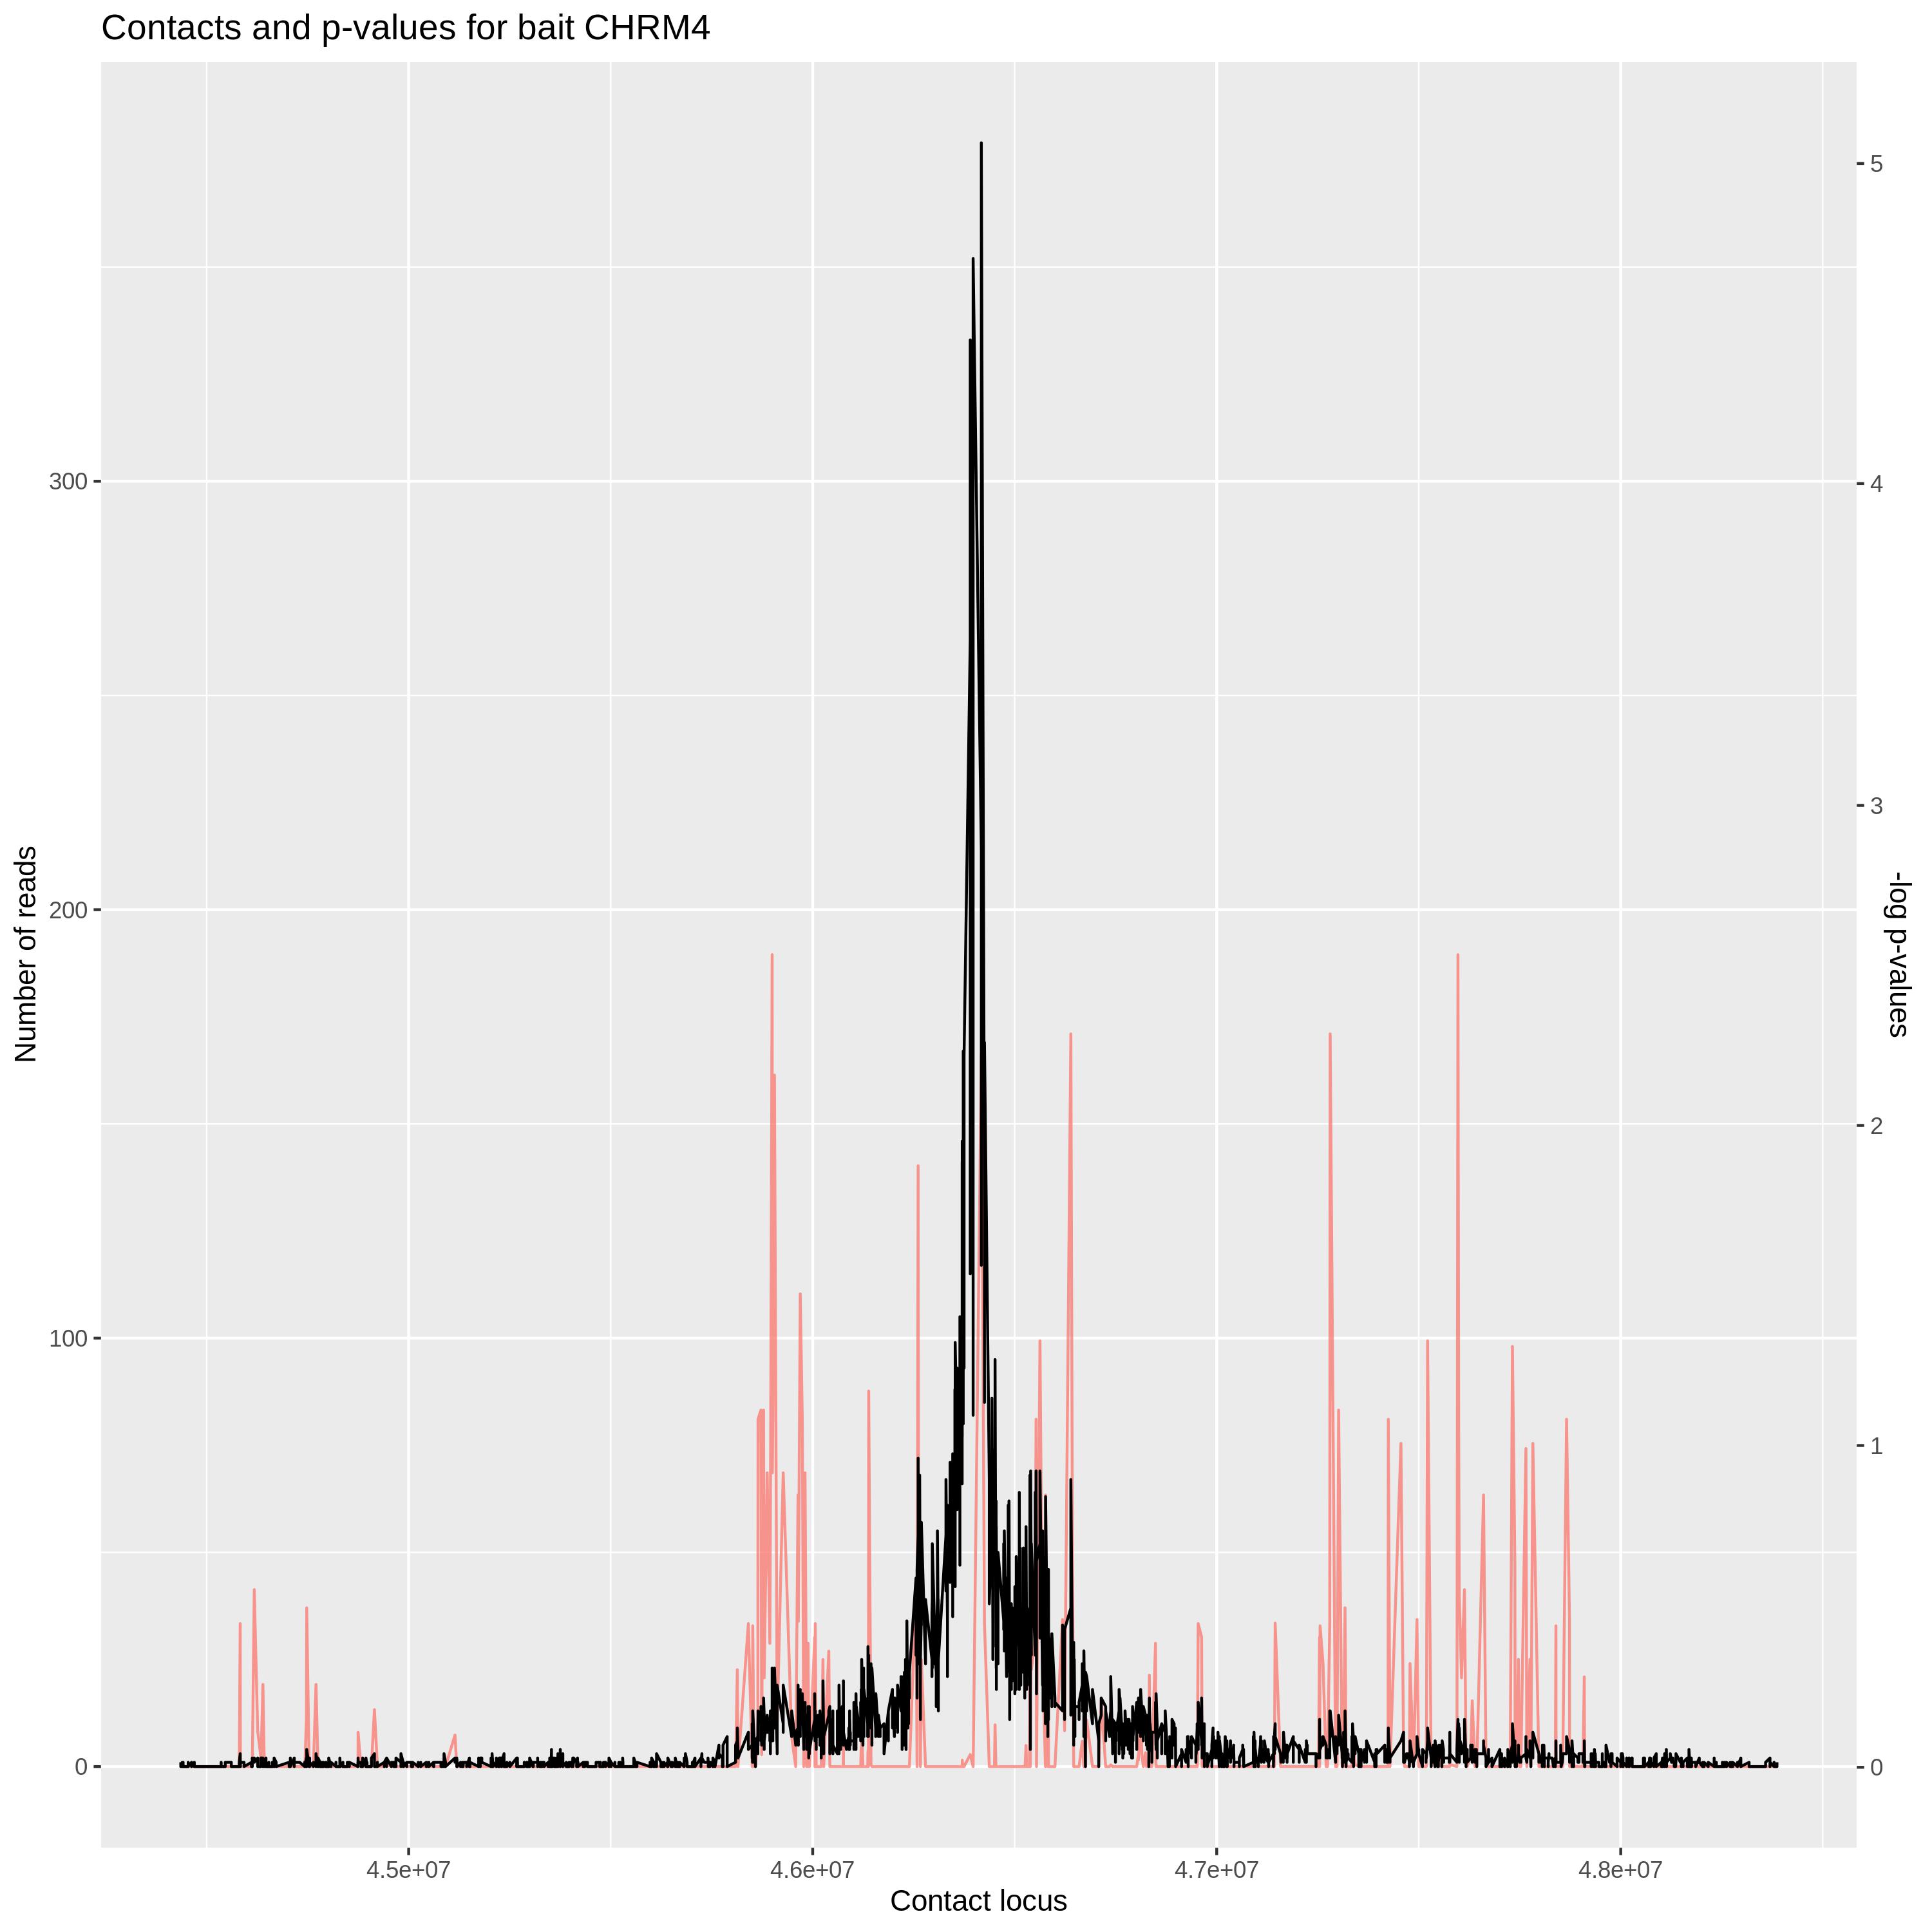 Contacts and p-values for bait CHRM4
Number of reads
300
200
100
0
5
4
3
2
1
0
-log p-values
4.5e+07 4.6e+07 4.7e+07 4.8e+07
Contact locus